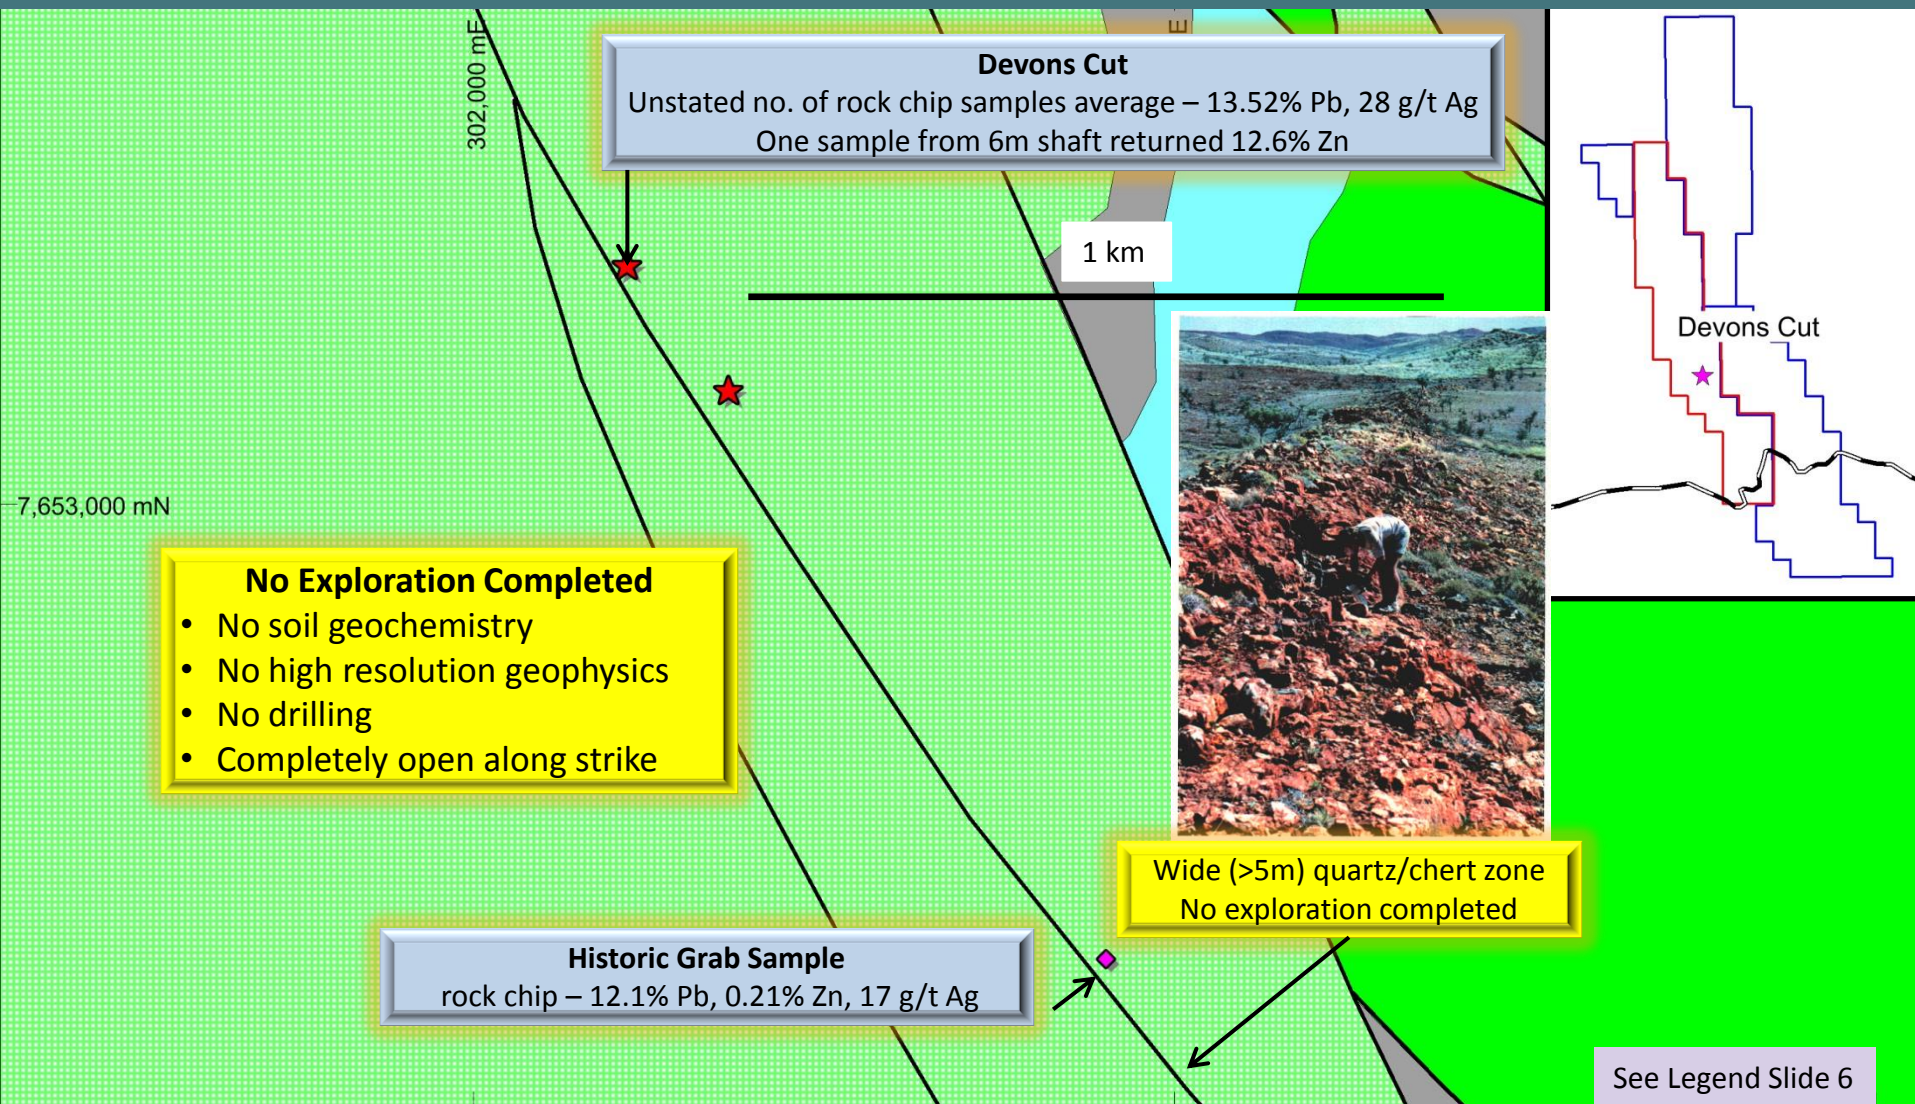 302,000 mE
E
Devons Cut
Unstated no. of rock chip samples average – 13.52% Pb, 28 g/t Ag
One sample from 6m shaft returned 12.6% Zn
1 km
Devons Cut
7,653,000 mN
No Exploration Completed
• No soil geochemistry
• No high resolution geophysics
• No drilling
• Completely open along strike
Wide (>5m) quartz/chert zone
No exploration completed
Historic Grab Sample
rock chip – 12.1% Pb, 0.21% Zn, 17 g/t Ag
See Legend Slide 6